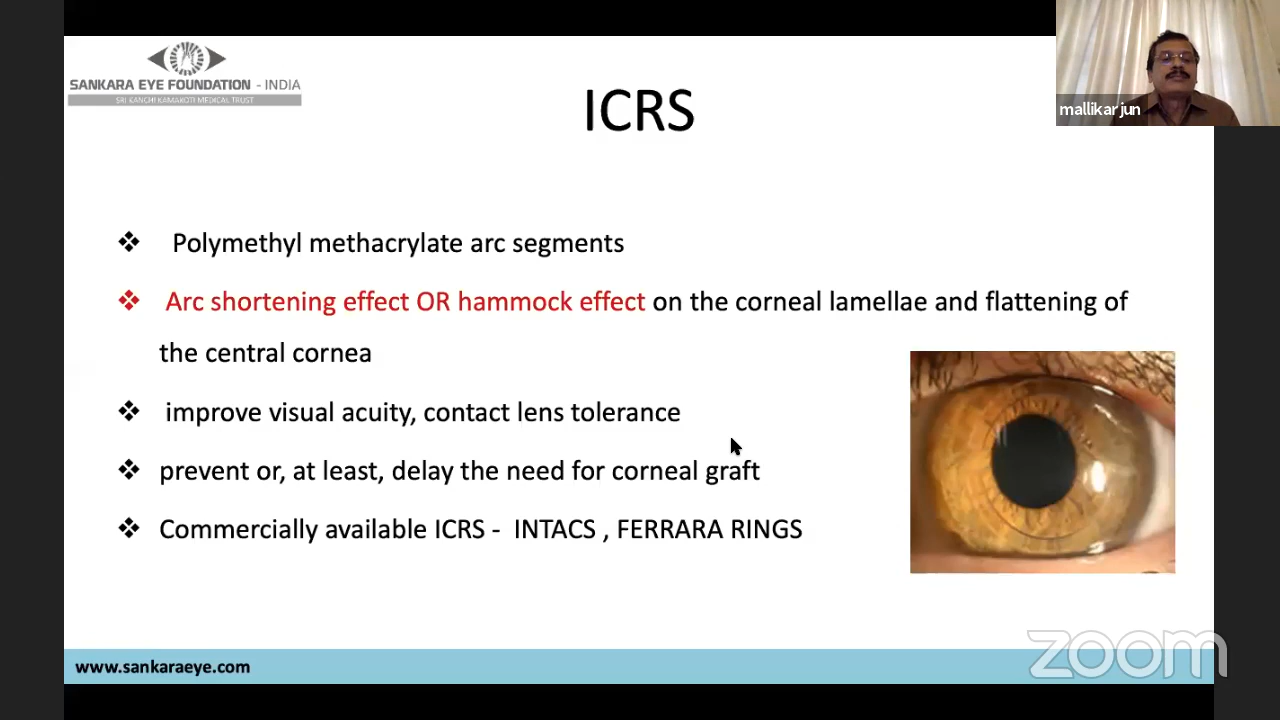 SANKARA EYE FOUNDATION - INDIA
SRI KANCHI KAMAKOTI MEDICAL TRUST
ICRS
mallikarjun
❖ Polymethyl methacrylate arc segments
❖ Arc shortening effect OR hammock effect on the corneal lamellae and flattening of
the central cornea
❖ improve visual acuity, contact lens tolerance
❖ prevent or, at least, delay the need for corneal graft
❖ Commercially available ICRS - INTACS , FERRARA RINGS
www.sankaraeye.com
zoom